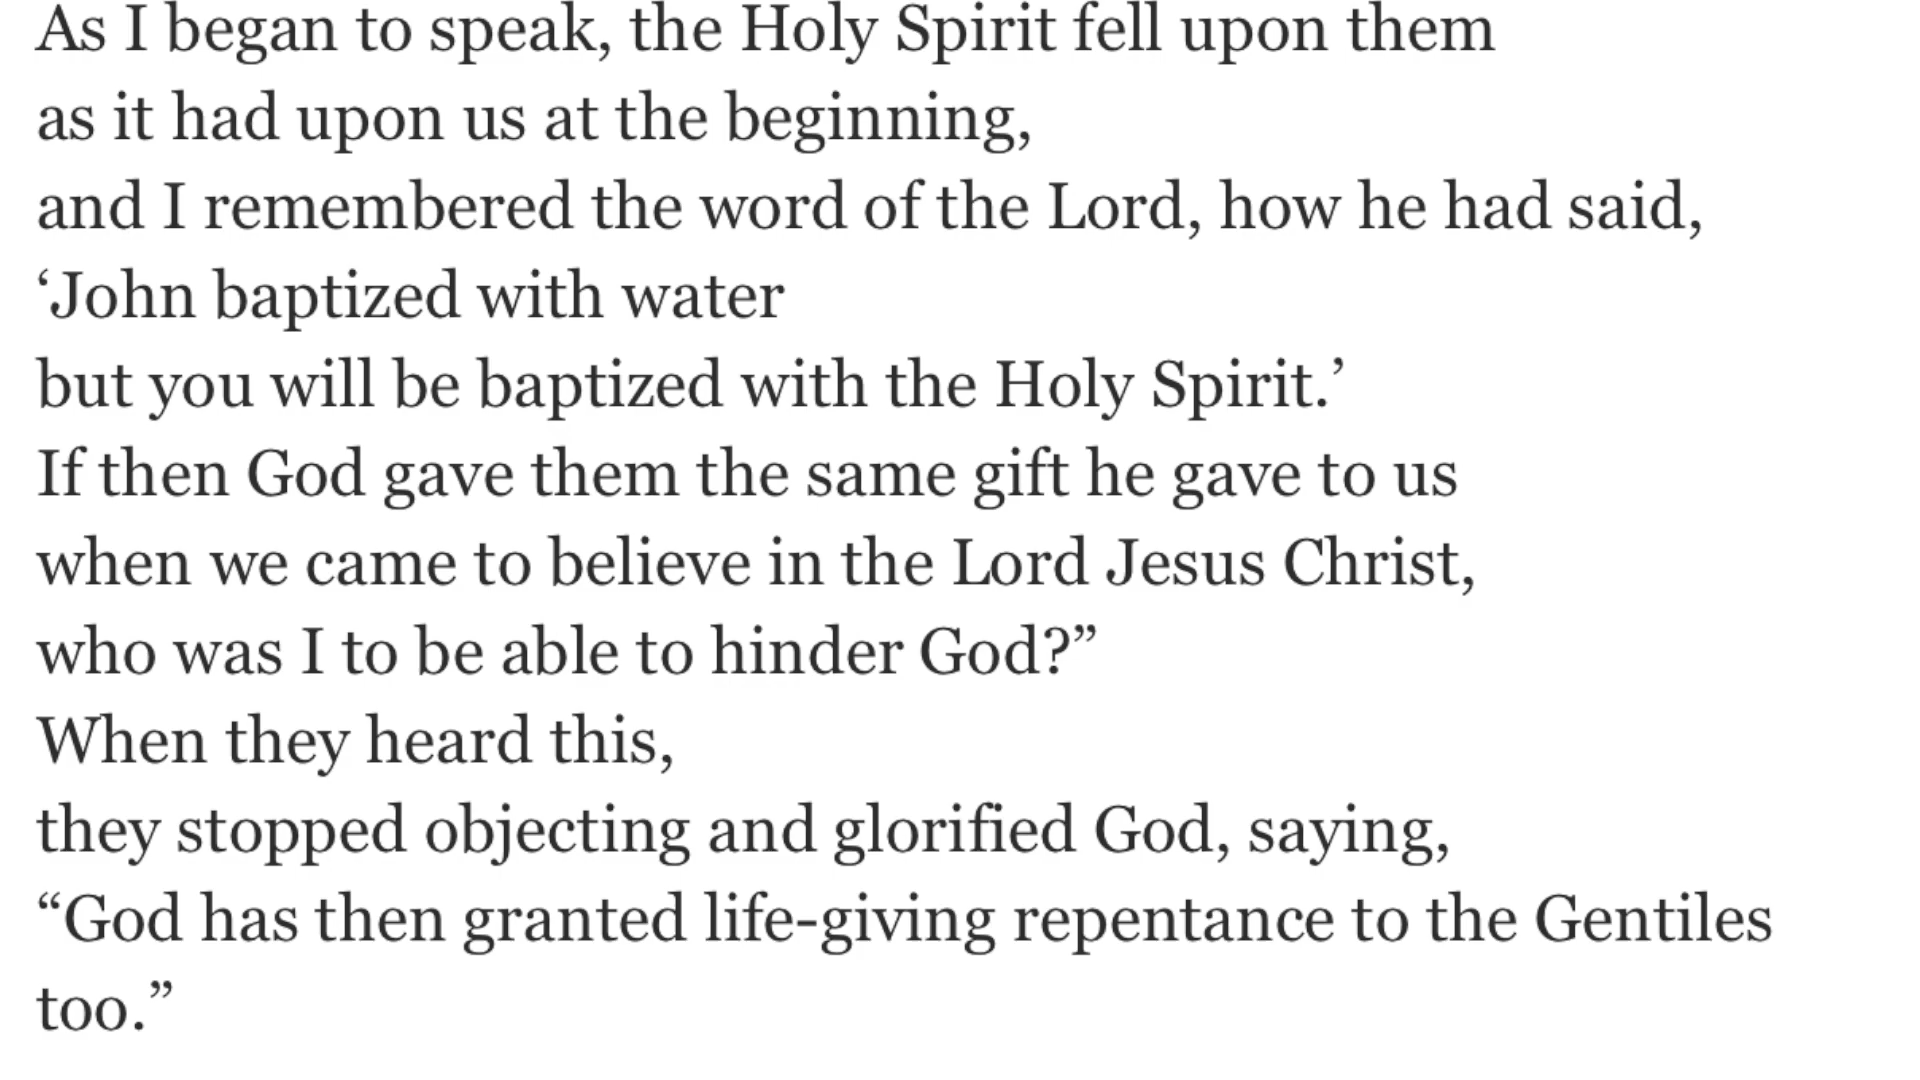 As I began to speak, the Holy Spirit fell upon them
as it had upon us at the beginning,
and I remembered the word of the Lord, how he had said,
‘John baptized with water
but you will be baptized with the Holy Spirit.’
If then God gave them the same gift he gave to us
when we came to believe in the Lord Jesus Christ,
who was I to be able to hinder God?”
When they heard this,
they stopped objecting and glorified God, saying,
“God has then granted life-giving repentance to the Gentiles
too.”